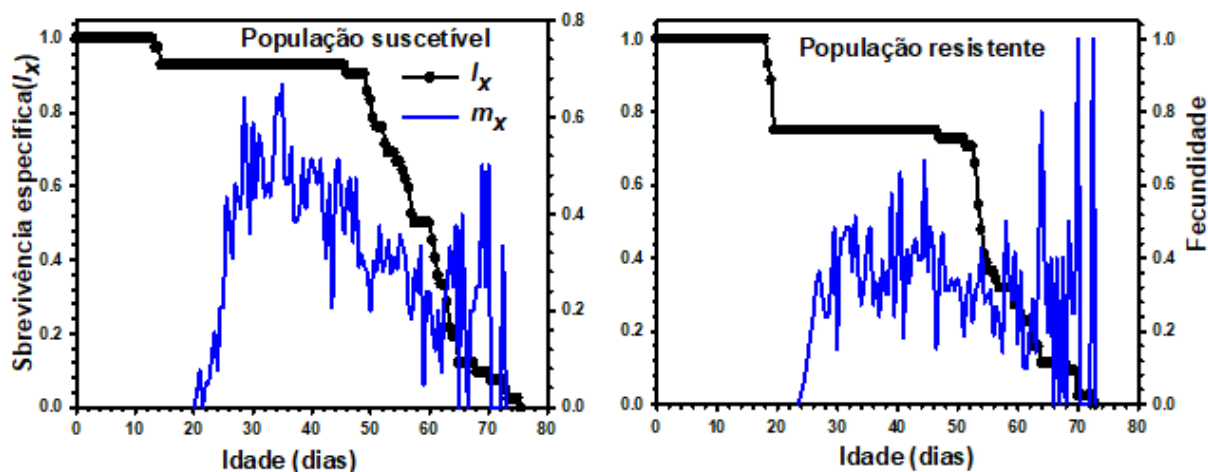 População suscetível
lx
mx
Sbrevivência específica(lx)
1.0
0.8
0.6
0.4
0.2
0.0
0.8
0.6
0.4
0.2
0.0
0 10 20 30 40 50 60 70 80
Idade (dias)
População resistente
1.0
0.8
0.6
0.4
0.2
0.0
1.0
0.8
0.6
0.4
0.2
0.0
Fecundidade
0 10 20 30 40 50 60 70 80
Idade (dias)